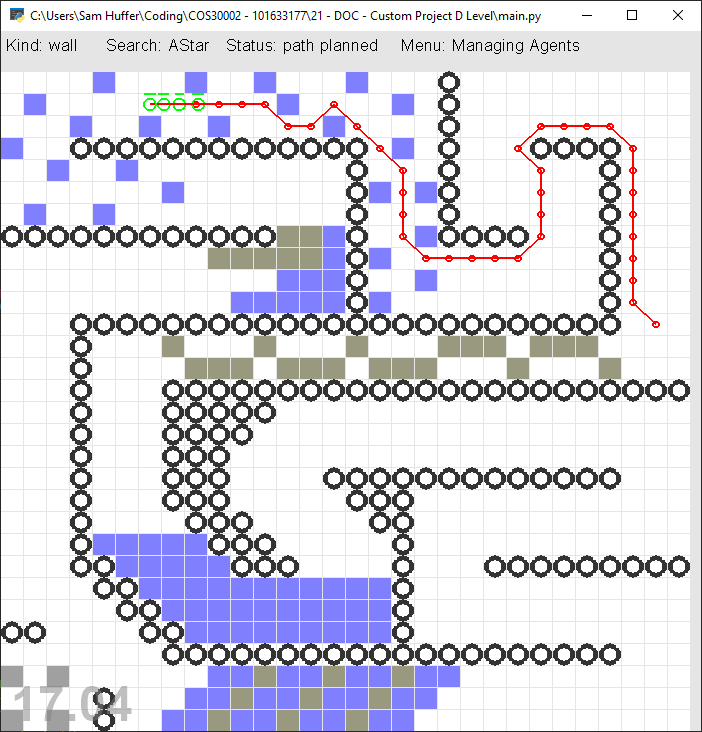 C:\Users\Sam Huffer\Coding\COS30002 - 101633177\21 - DOC - Custom Project D Level\main.py
Kind: wall Search: AStar Status: path planned Menu: Managing Agents
17.04